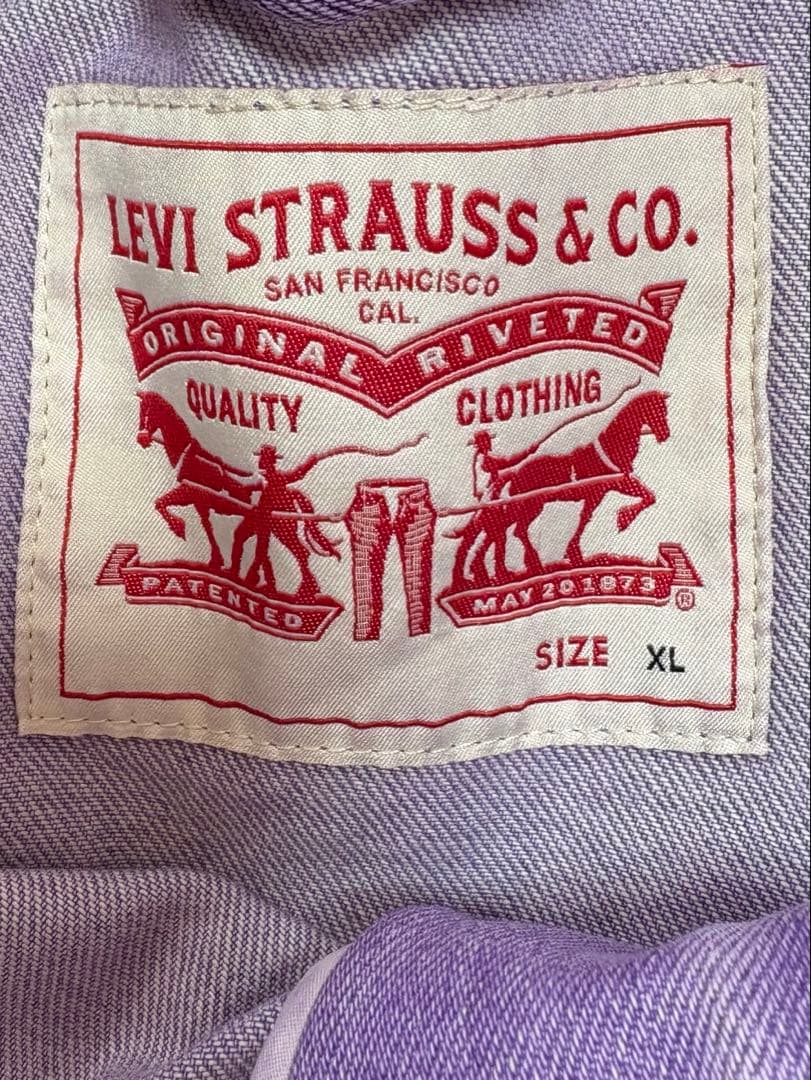 LEVI STRAUSS & CO.
SAN FRANCISCO
CAL.
ORIGINAL RIVETED
QUALITY CLOTHING
PATENTED MAY 20 1873 ®
SIZE XL